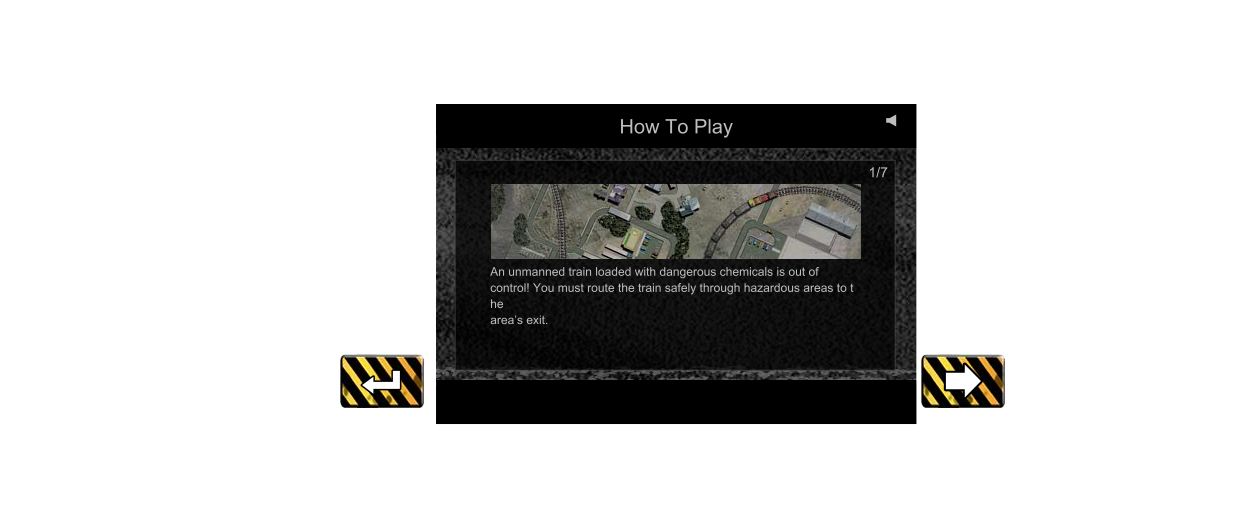 How To Play
1/7
An unmanned train loaded with dangerous chemicals is out of
control! You must route the train safely through hazardous areas to t
he
area's exit.